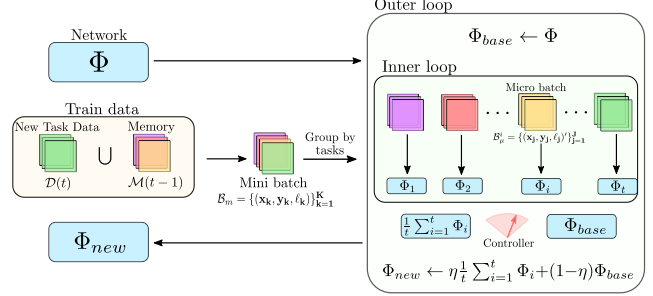 Outer loop
Network
Φ
Φ_base ← Φ
Inner loop
Train data
New Task Data
Memory
∪
D(t)
M(t−1)
Mini batch
B_m = {(x_k, y_k, ℓ_k)}_{k=1}^K
Group by
tasks
Micro batch
··· ···
B_μ^i = {(x_j, y_j, ℓ_j)^i}_{j=1}^J
Φ_1 Φ_2 Φ_i Φ_t
Φ_new
1/t ∑_{i=1}^t Φ_i
Controller
Φ_base
Φ_new ← η 1/t ∑_{i=1}^t Φ_i+(1−η)Φ_base